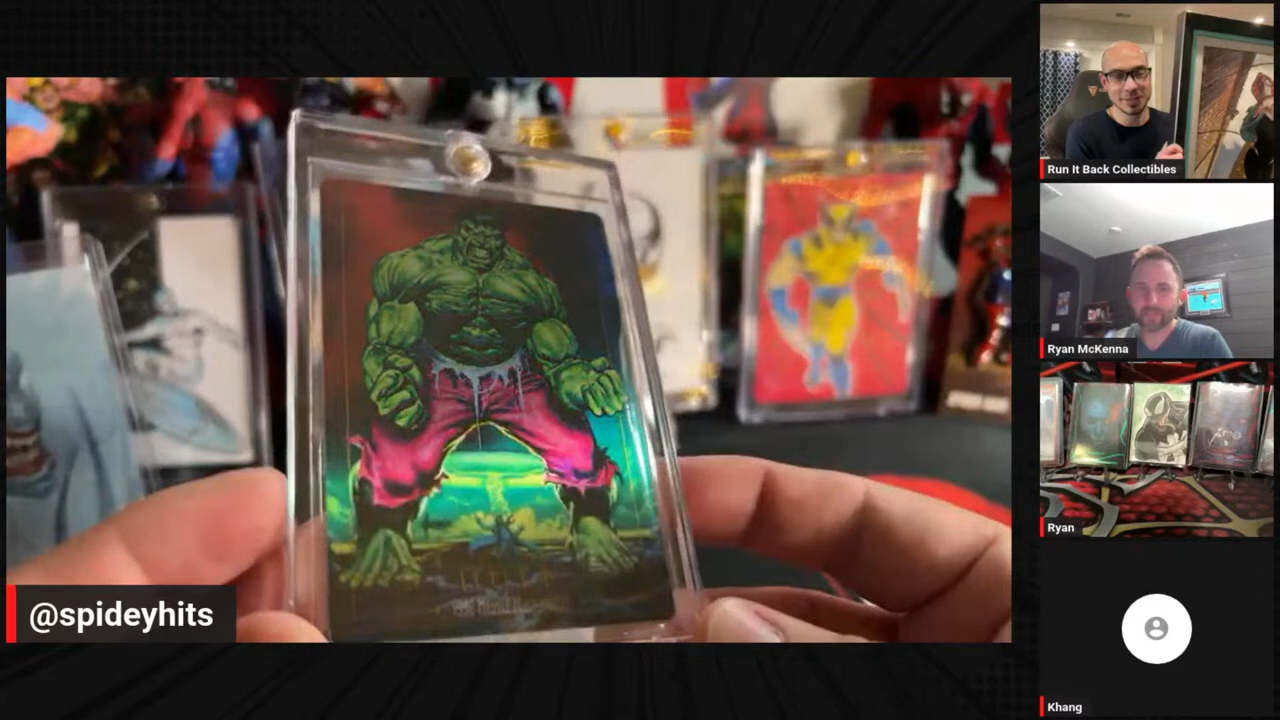 @spideyhits
Run It Back Collectibles
Ryan McKenna
Ryan
Khang